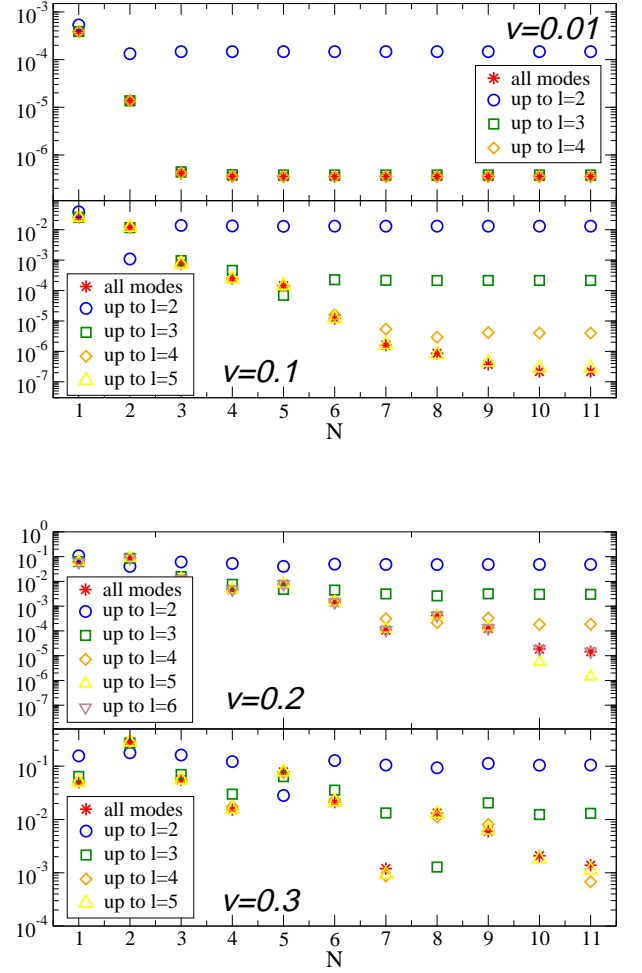 10^-3
10^-4
10^-5
10^-6
v=0.01
all modes
up to l=2
up to l=3
up to l=4
10^-2
10^-3
10^-4
10^-5
10^-6
10^-7
all modes
up to l=2
up to l=3
up to l=4
up to l=5
v=0.1
1 2 3 4 5 6 7 8 9 10 11
N
10^0
10^-1
10^-2
10^-3
10^-4
10^-5
10^-6
10^-7
all modes
up to l=2
up to l=3
up to l=4
up to l=5
up to l=6
v=0.2
10^-1
10^-2
10^-3
10^-4
all modes
up to l=2
up to l=3
up to l=4
up to l=5
v=0.3
1 2 3 4 5 6 7 8 9 10 11
N